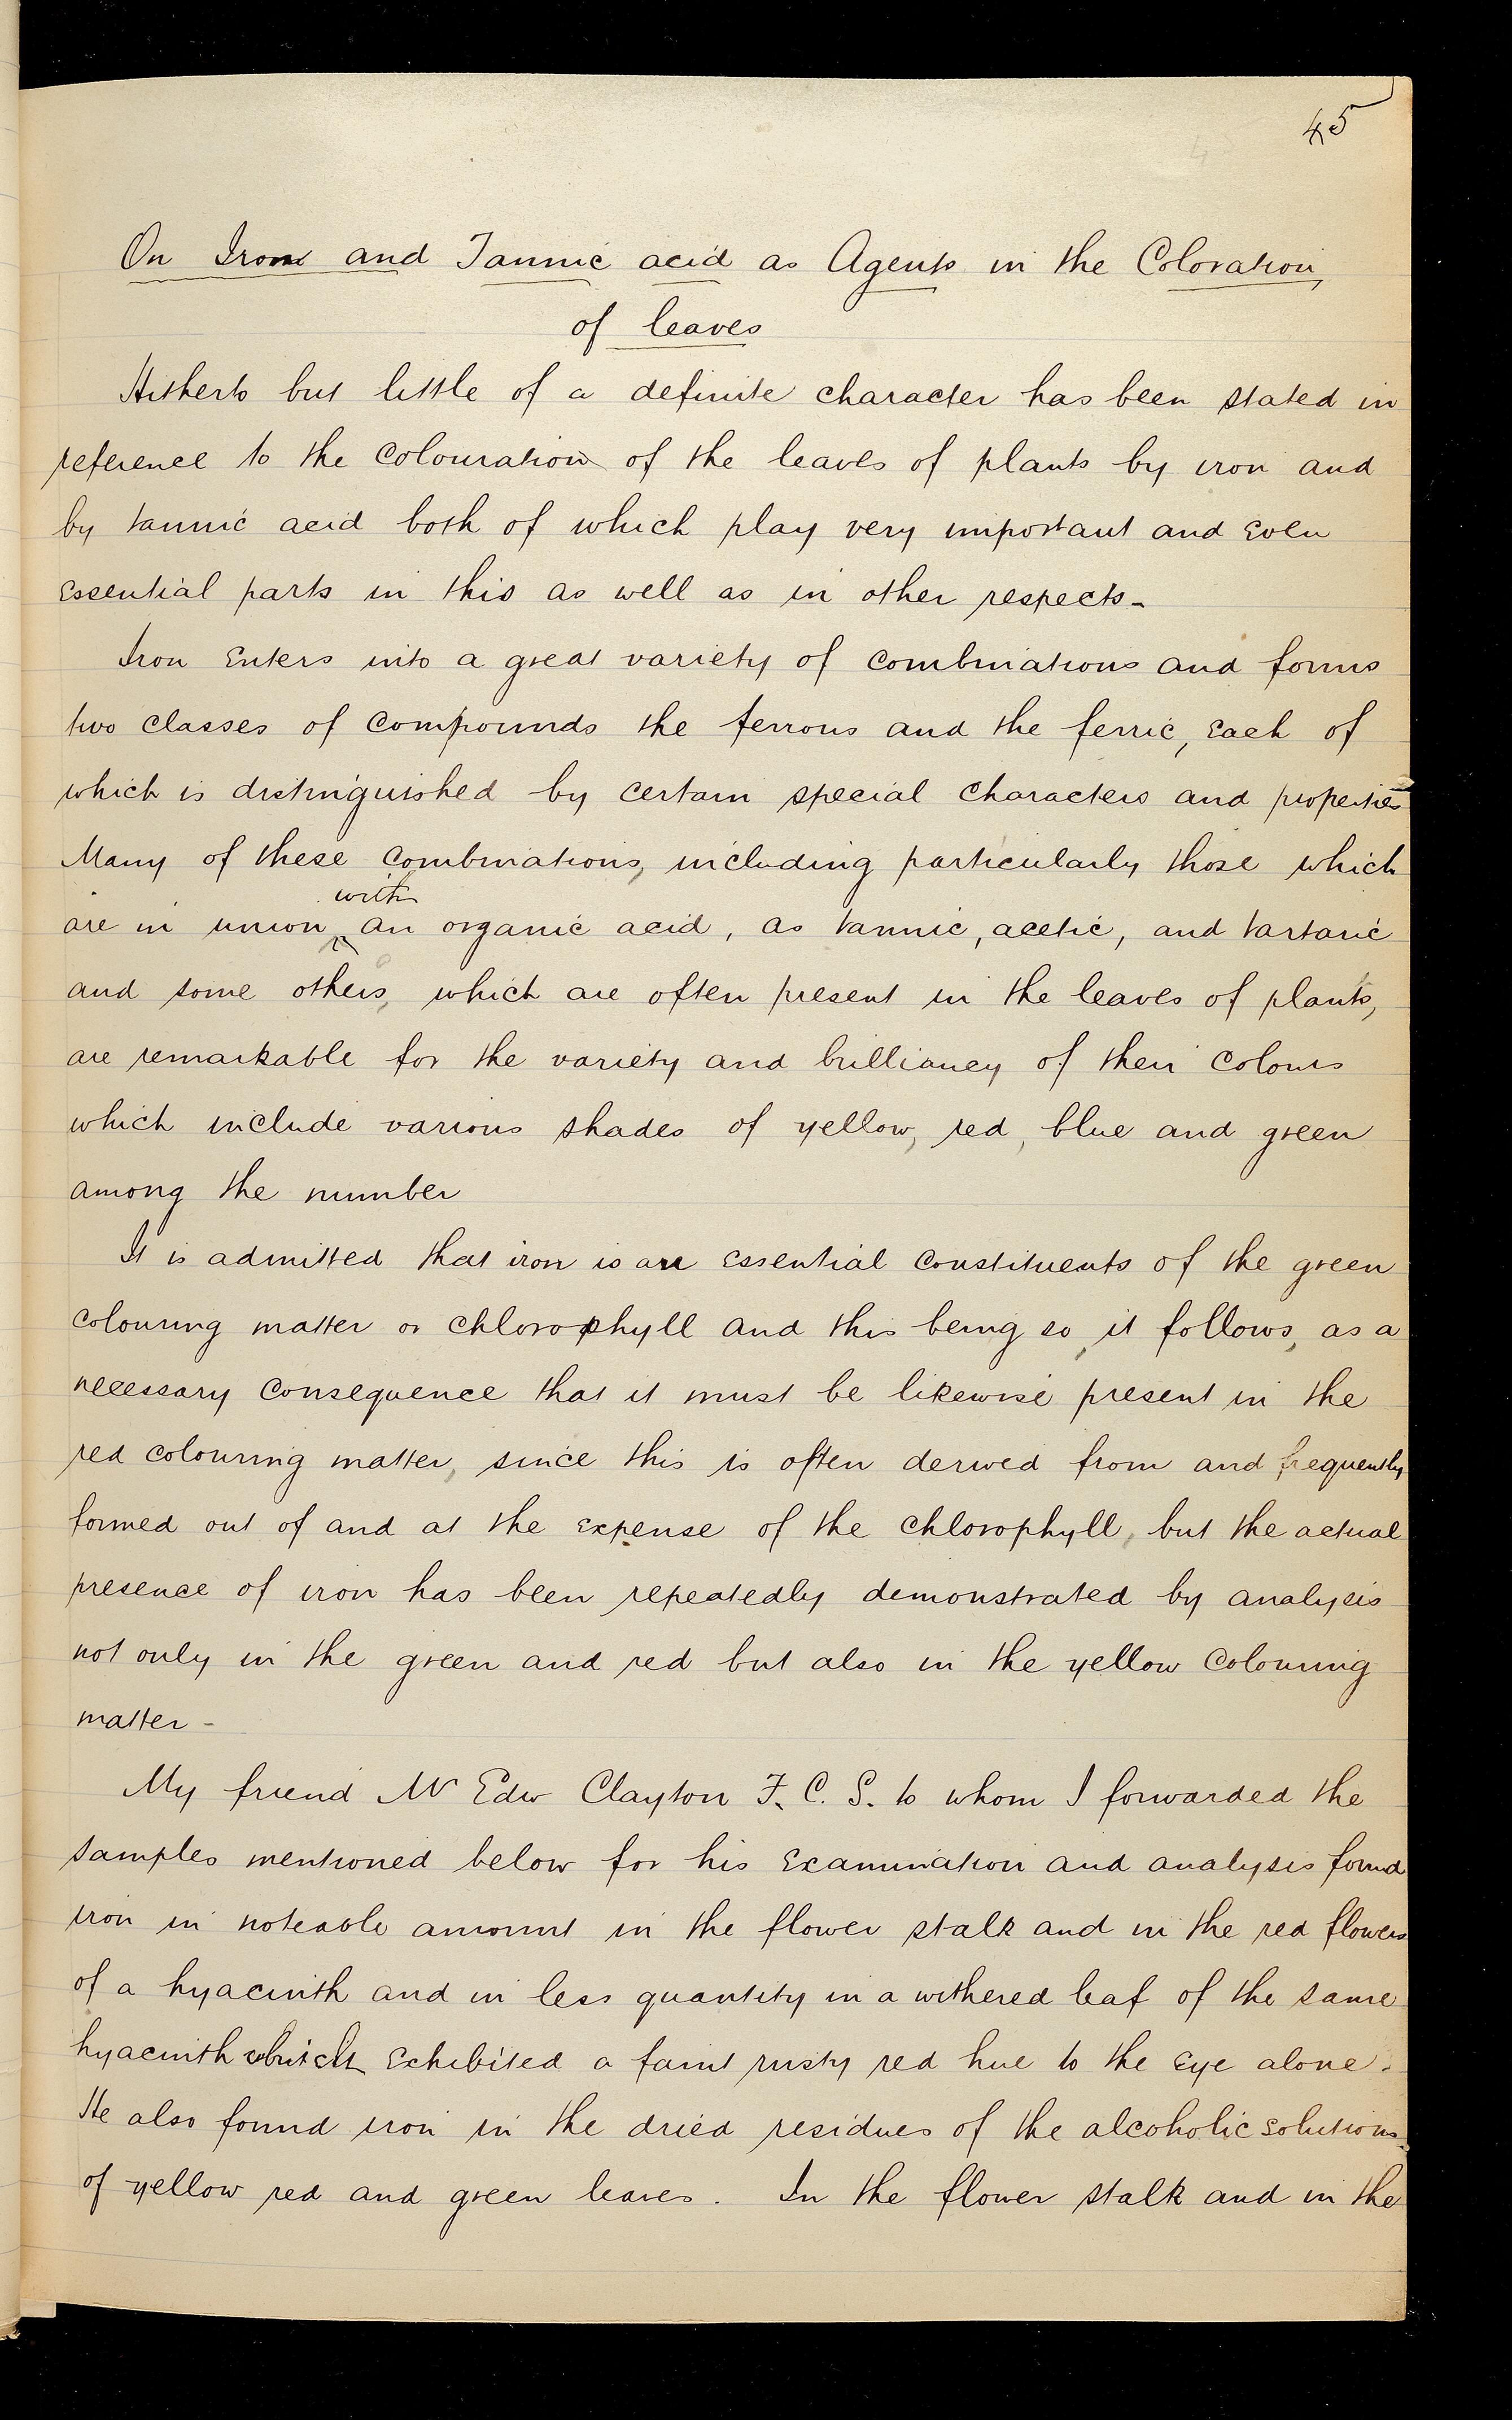 45
On Iron and Tannic acid as Agents in the Coloration,
of leaves
Hitherto but little of a definite character has been stated in
reference to the Colouration of the leaves of plants by iron and
by tannic acid both of which play very important and even
essential parts in this as well as in other respects-
Iron enters into a great variety of combinations and forms
two classes of compounds the ferrous and the ferric, each of
which is distinguished by certain special characters and properties
Many of these combinations, including particularly those which
with
are in union an organic acid, as tannic, acetic, and tartaric
and some others, which are often present in the leaves of plants,
are remarkable for the variety and brilliancy of their colours
which include various shades of yellow, red, blue and green
among the number
It is admitted that iron is an essential constituents of the green
colouring matter or chlorophyll and this being so, it follows, as a
necessary consequence that it must be likewise present in the
red colouring matter, since this is often derived from and frequently
formed out of and at the expense of the chlorophyll, but the actual
presence of iron has been repeatedly demonstrated by analysis
not only in the green and red but also in the yellow colouring
matter -
My friend Mr Edw Clayton F. C. S. to whom I forwarded the
samples mentioned below for his examination and analysis found
iron in noteable amount in the flower stalk and in the red flowers
of a hyacinth and in less quantity in a withered leaf of the same
hyacinth which exhibited a faint rusty red hue to the eye alone.
He also found iron in the dried residues of the alcoholic solutions
of yellow red and green leaves. In the flower stalk and in the